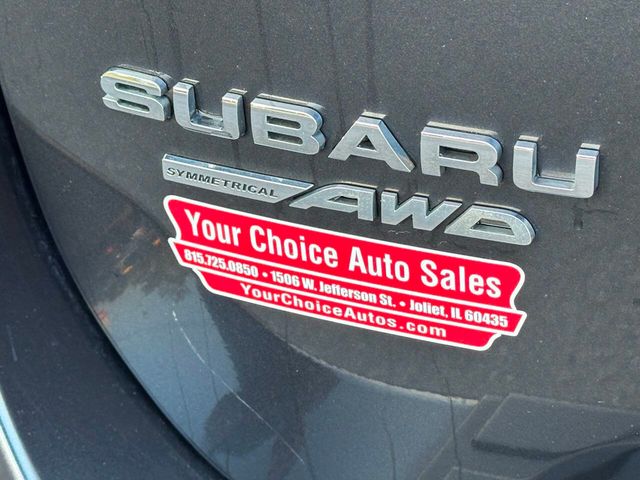 SUBARU
SYMMETRICAL AWD
Your Choice Auto Sales
815.725.0850 • 1506 W. Jefferson St. • Joliet, IL 60435
YourChoiceAutos.com